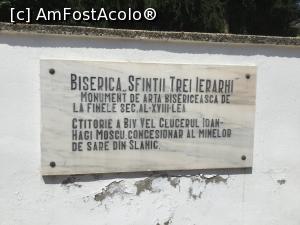 [c] AmFostAcolo®
BISERICA „SFINTII TREI IERARHI"
MONUMENT DE ARTA BISERICEASCA DE
LA FINELE SEC. AL-XVIII-LEA
CTITORIE A BIV VEL CLUCERUL IOAN-
HAGI MOSCU, CONCESIONAR AL MINELOR
DE SARE DIN SLANIC.